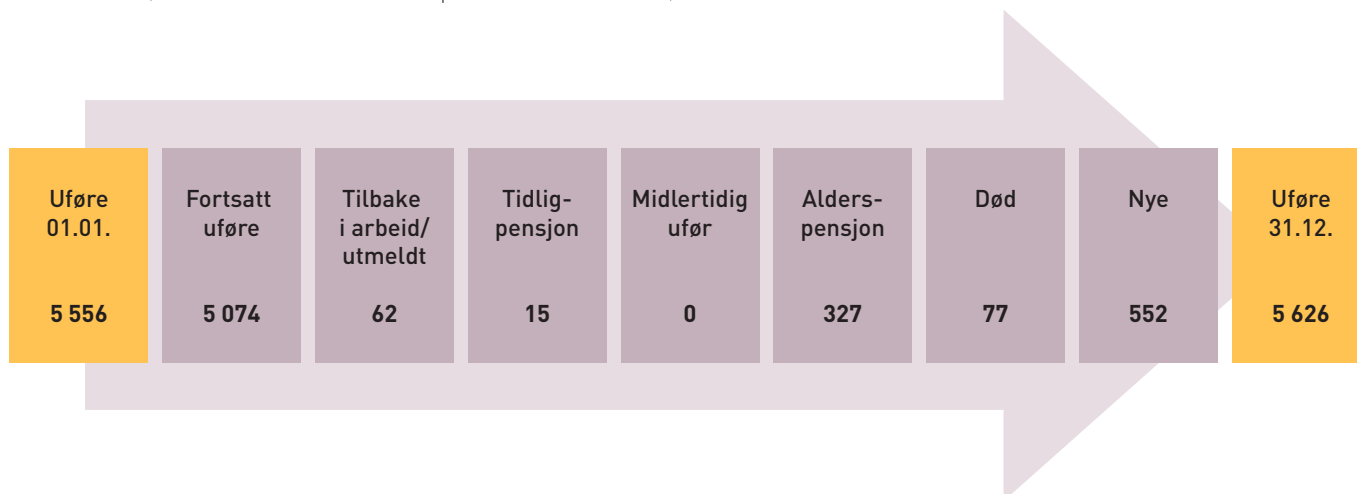 Uføre
01.01.
5 556
Fortsatt
uføre
5 074
Tilbake
i arbeid/
utmeldt
62
Tidlig-
pensjon
15
Midlertidig
ufør
0
Alders-
pensjon
327
Død
77
Nye
552
Uføre
31.12.
5 626